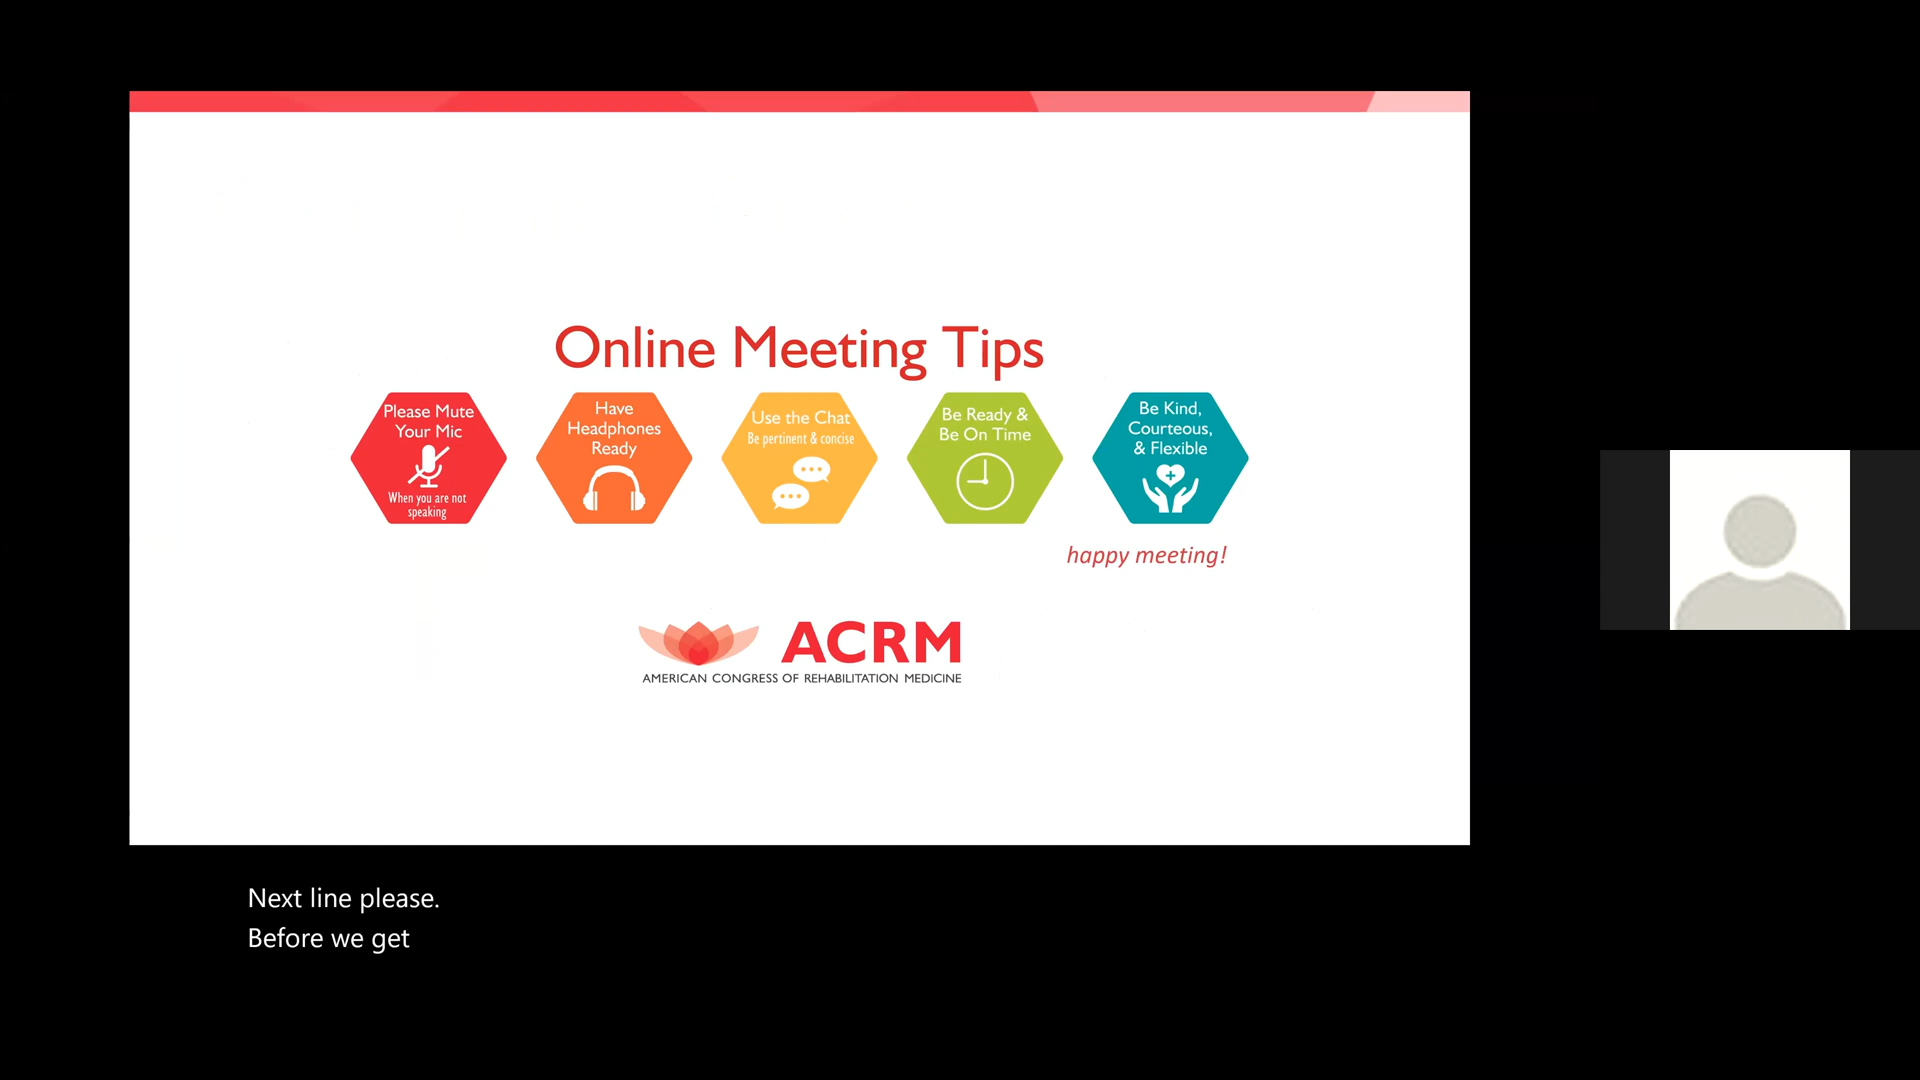 Online Meeting Tips
Please Mute
Your Mic
When you are not
speaking
Have
Headphones
Ready
Use the Chat
Be pertinent & concise
Be Ready &
Be On Time
Be Kind,
Courteous,
& Flexible
happy meeting!
ACRM
AMERICAN CONGRESS OF REHABILITATION MEDICINE
Next line please.
Before we get